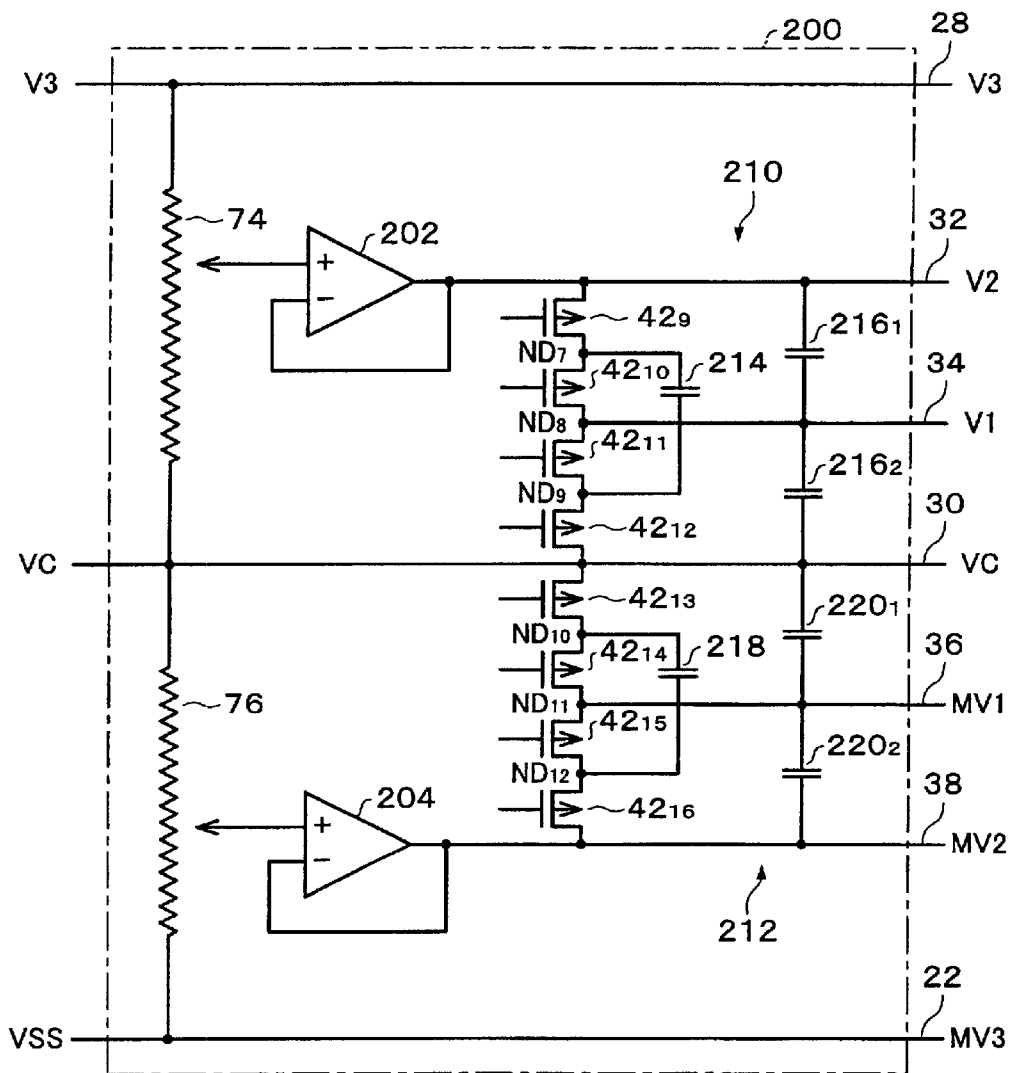 200
28
V3
V3
74
202
+
−
210
32
V2
42₉
216₁
ND₇
42₁₀
214
34
V1
ND₈
42₁₁
216₂
ND₉
42₁₂
30
VC
VC
42₁₃
220₁
ND₁₀
42₁₄
218
36
76
MV1
ND₁₁
42₁₅
220₂
ND₁₂
204
42₁₆
38
+
−
MV2
212
22
VSS
MV3